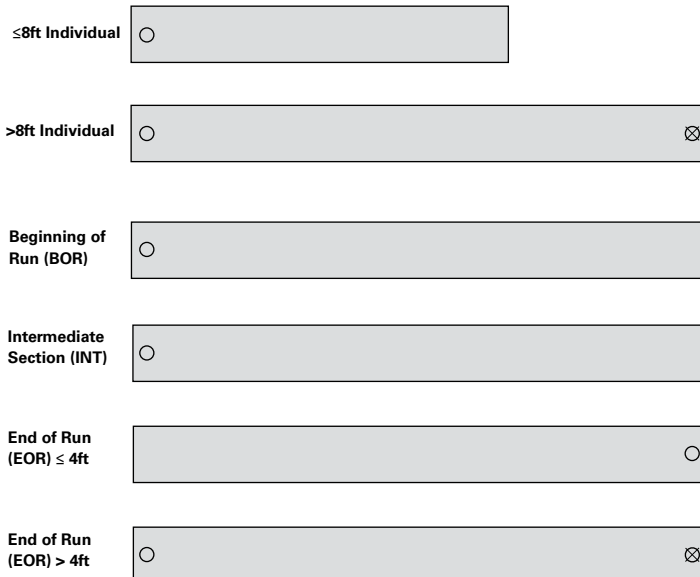 ≤8ft Individual
>8ft Individual
Beginning of
Run (BOR)
Intermediate
Section (INT)
End of Run
(EOR) ≤ 4ft
End of Run
(EOR) > 4ft